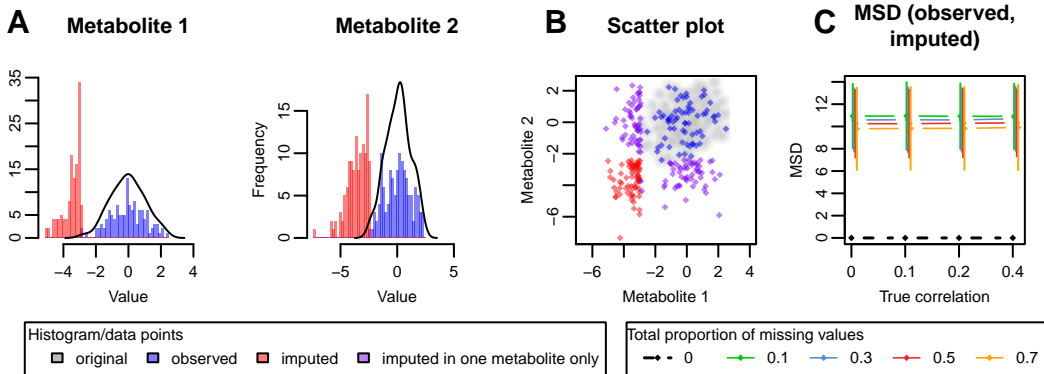 A
Metabolite 1
Metabolite 2
B
Scatter plot
C
MSD (observed,
imputed)
35
25
15
5
0
−4
−2
0
2
4
Value
Frequency
15
10
5
0
−5
0
5
Value
Metabolite 2
2
0
−2
−4
−6
−6
−2
0
2
4
Metabolite 1
MSD
12
8
6
4
2
0
0
0.1
0.2
0.4
True correlation
Histogram/data points
original observed imputed imputed in one metabolite only
Total proportion of missing values
0 0.1 0.3 0.5 0.7